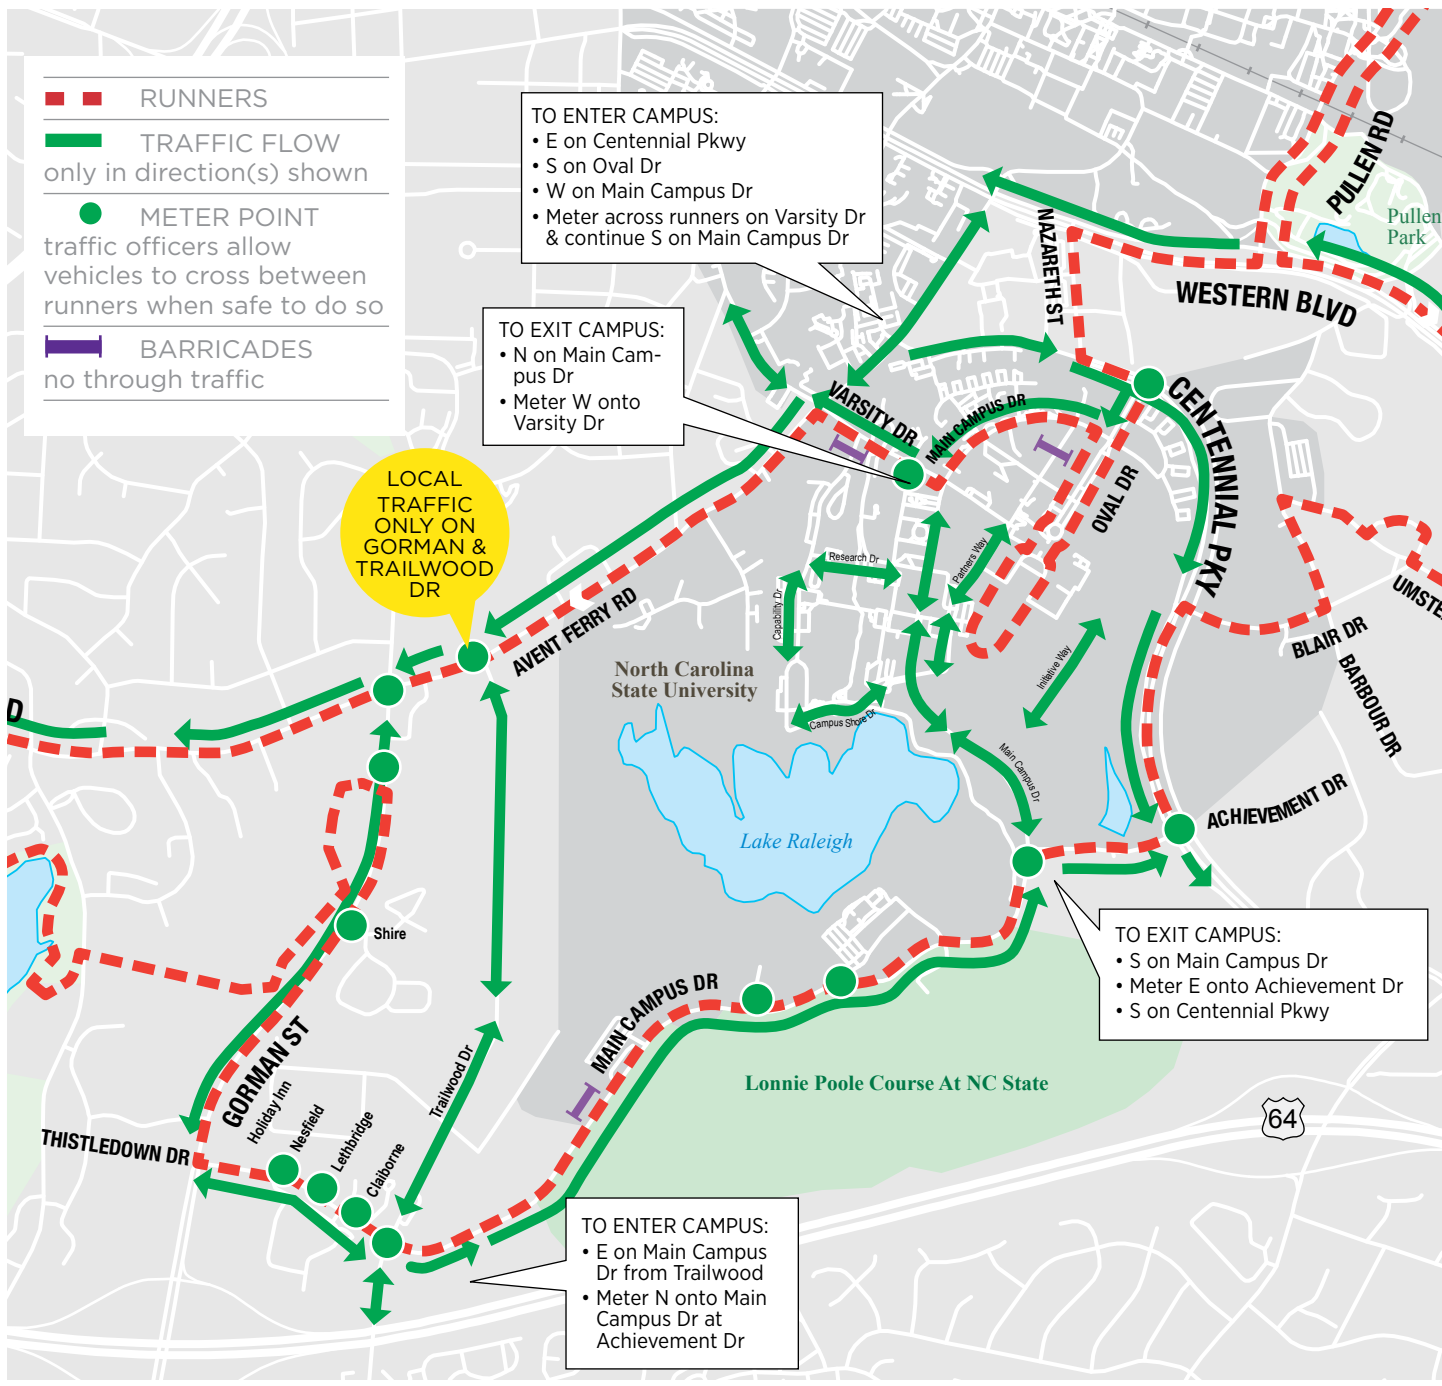 RUNNERS
TRAFFIC FLOW
only in direction(s) shown
METER POINT
traffic officers allow
vehicles to cross between
runners when safe to do so
BARRICADES
no through traffic
TO ENTER CAMPUS:
• E on Centennial Pkwy
• S on Oval Dr
• W on Main Campus Dr
• Meter across runners on Varsity Dr
& continue S on Main Campus Dr
PULLEN RD
Pullen
Park
NAZARETH ST
WESTERN BLVD
TO EXIT CAMPUS:
• N on Main Cam-
pus Dr
• Meter W onto
Varsity Dr
VARSITY DR
MAIN CAMPUS DR
CENTENNIAL PKY
OVAL DR
LOCAL
TRAFFIC
ONLY ON
GORMAN &
TRAILWOOD
DR
Research Dr
Partners Way
Capability Dr
AVENT FERRY RD
UMSTE
BLAIR DR
BARBOUR DR
North Carolina
State University
Initiative Way
D
Campus Shore Dr
Main Campus Dr
ACHIEVEMENT DR
Lake Raleigh
Shire
TO EXIT CAMPUS:
• S on Main Campus Dr
• Meter E onto Achievement Dr
• S on Centennial Pkwy
MAIN CAMPUS DR
GORMAN ST
Trailwood Dr
Lonnie Poole Course At NC State
64
Holiday Inn
Nesfield
Lethbridge
Claiborne
THISTLEDOWN DR
TO ENTER CAMPUS:
• E on Main Campus
Dr from Trailwood
• Meter N onto Main
Campus Dr at
Achievement Dr